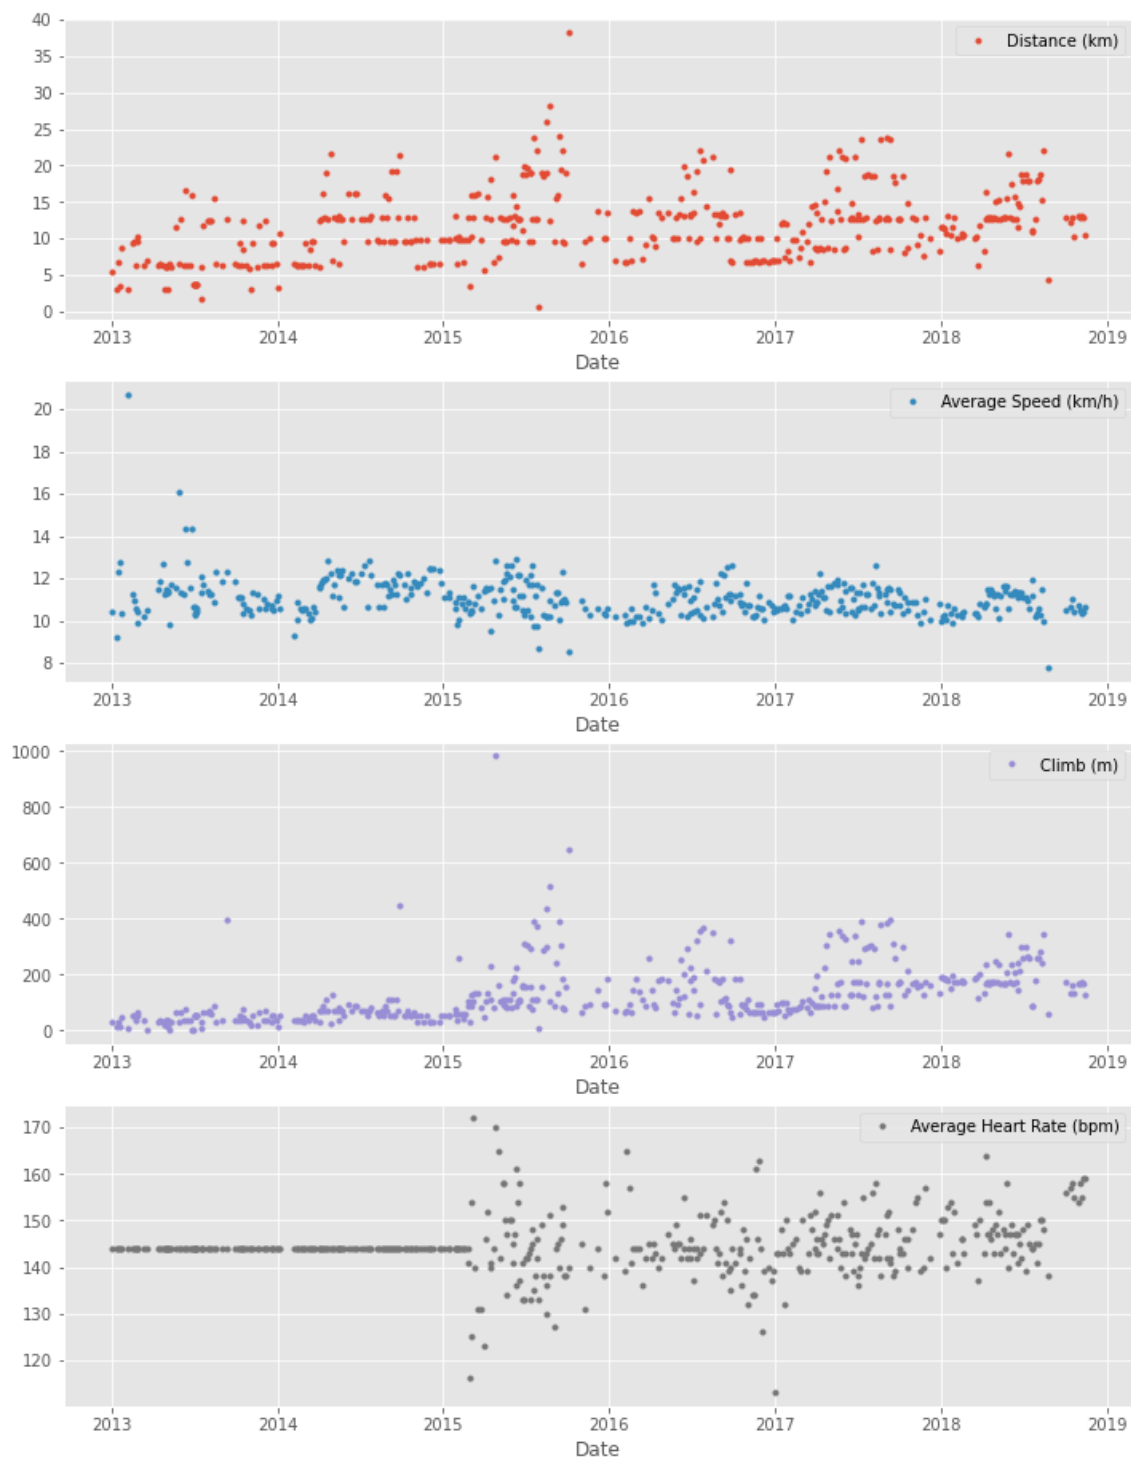 40
35
30
25
20
15
10
5
0
Distance (km)
2013 2014 2015 2016 2017 2018 2019
Date
20
18
16
14
12
10
8
Average Speed (km/h)
2013 2014 2015 2016 2017 2018 2019
Date
1000
800
600
400
200
0
Climb (m)
2013 2014 2015 2016 2017 2018 2019
Date
170
160
150
140
130
120
Average Heart Rate (bpm)
2013 2014 2015 2016 2017 2018 2019
Date